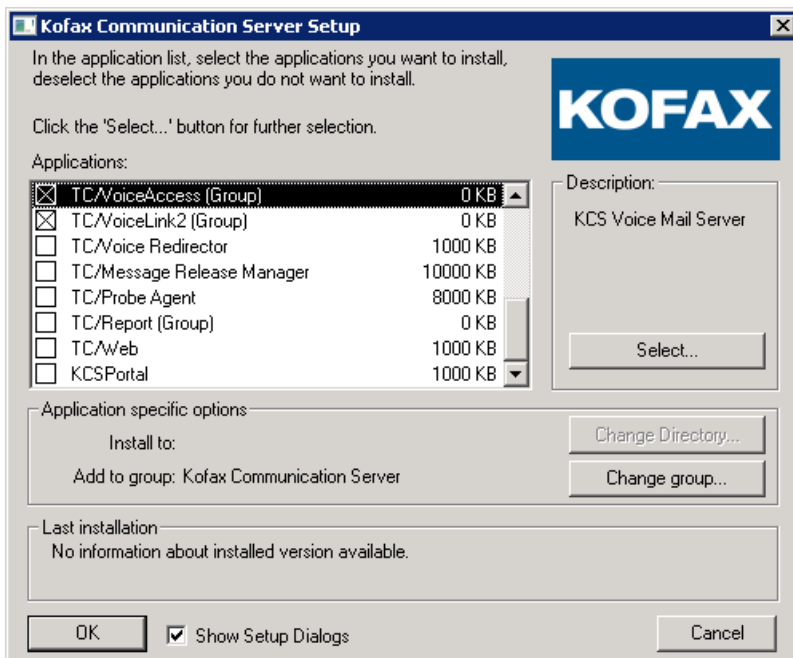 Kofax Communication Server Setup
In the application list, select the applications you want to install,
deselect the applications you do not want to install.
Click the 'Select...' button for further selection.
KOFAX
Applications:
TC/VoiceAccess (Group) 0 KB
TC/VoiceLink2 (Group) 0 KB
TC/Voice Redirector 1000 KB
TC/Message Release Manager 10000 KB
TC/Probe Agent 8000 KB
TC/Report (Group) 0 KB
TC/Web 1000 KB
KCSPortal 1000 KB
Description:
KCS Voice Mail Server
Select...
Application specific options
Install to:
Change Directory...
Add to group: Kofax Communication Server
Change group...
Last installation
No information about installed version available.
OK
Show Setup Dialogs
Cancel